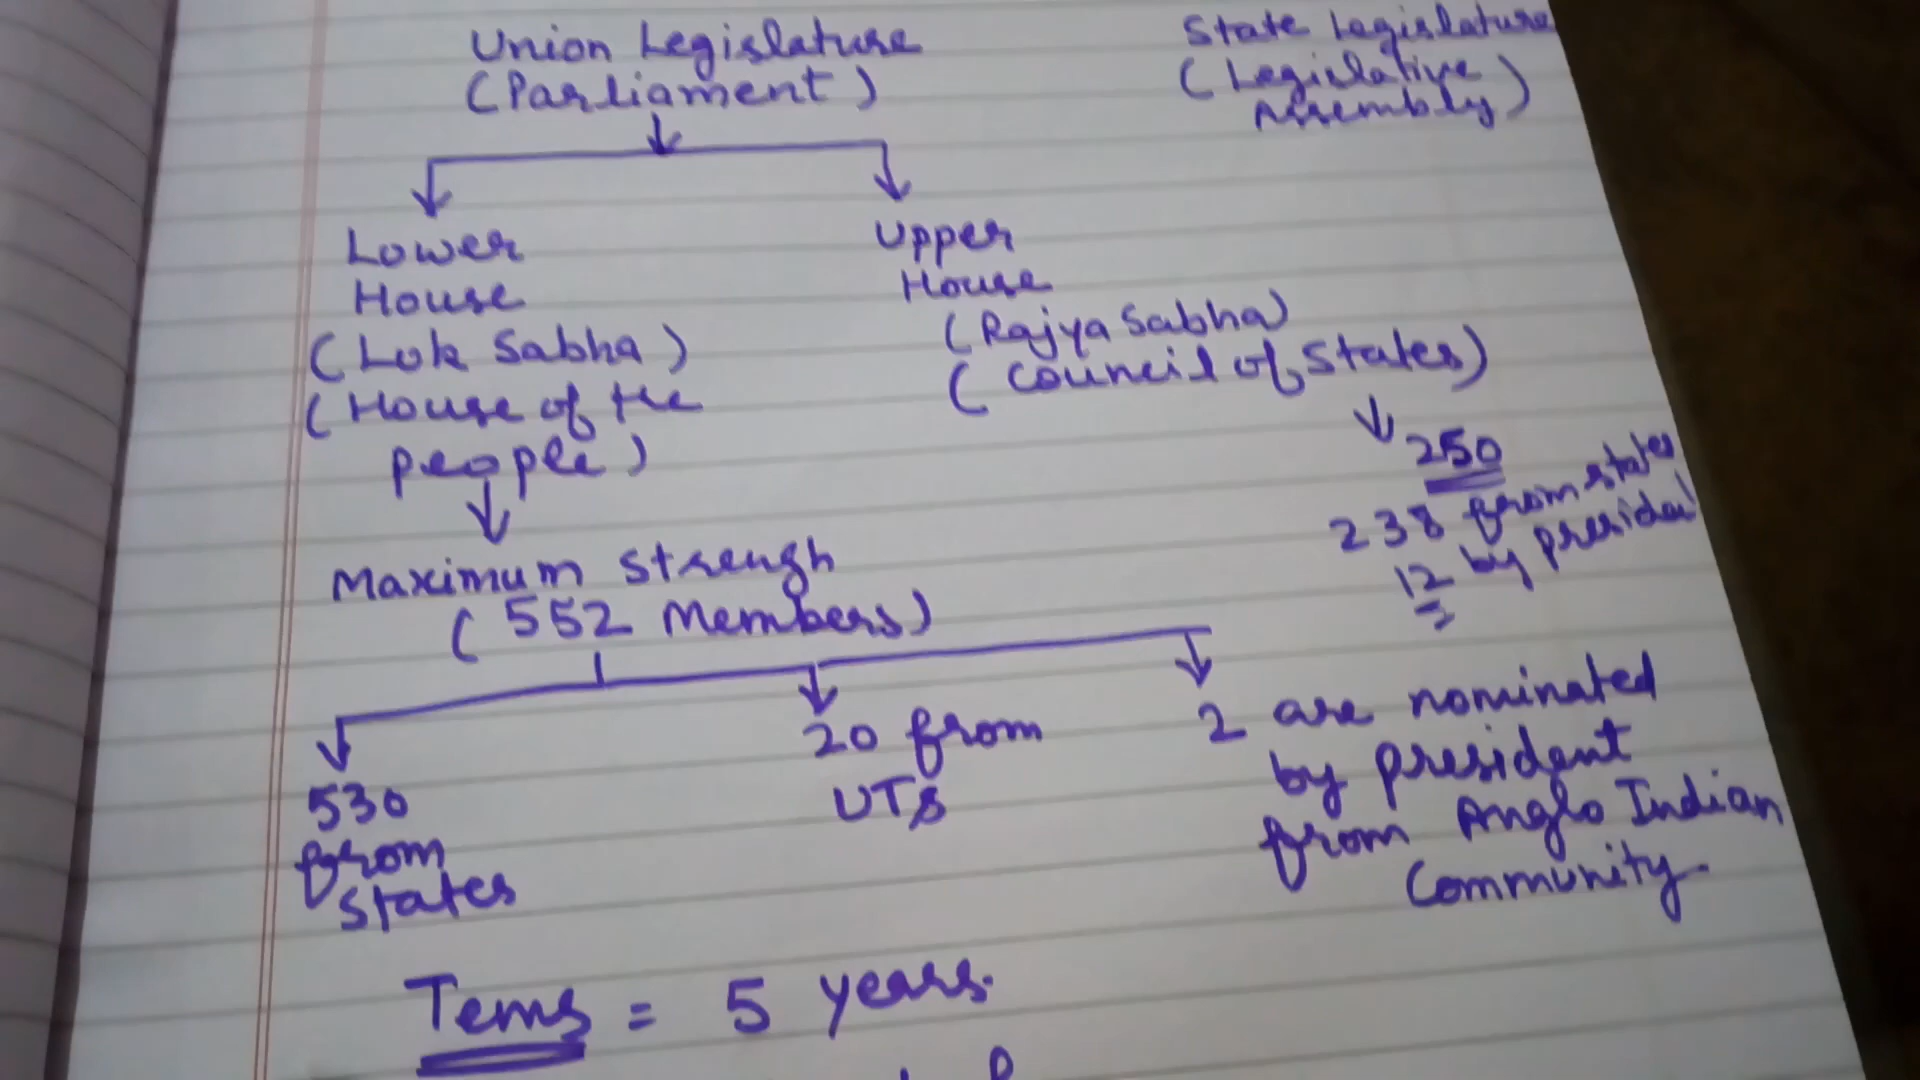 Union Legislature
(Parliament)
State Legislature
(Legislative
Assembly)
Lower
House
(Lok Sabha)
(House of the
people)
Upper
House
(Rajya Sabha)
(Council of States)
250
238 from states
12 by president
Maximum strengh
(552 Members)
530
from
states
20 from
UTs
2 are nominated
by president
from Anglo Indian
Community.
Tems = 5 years.